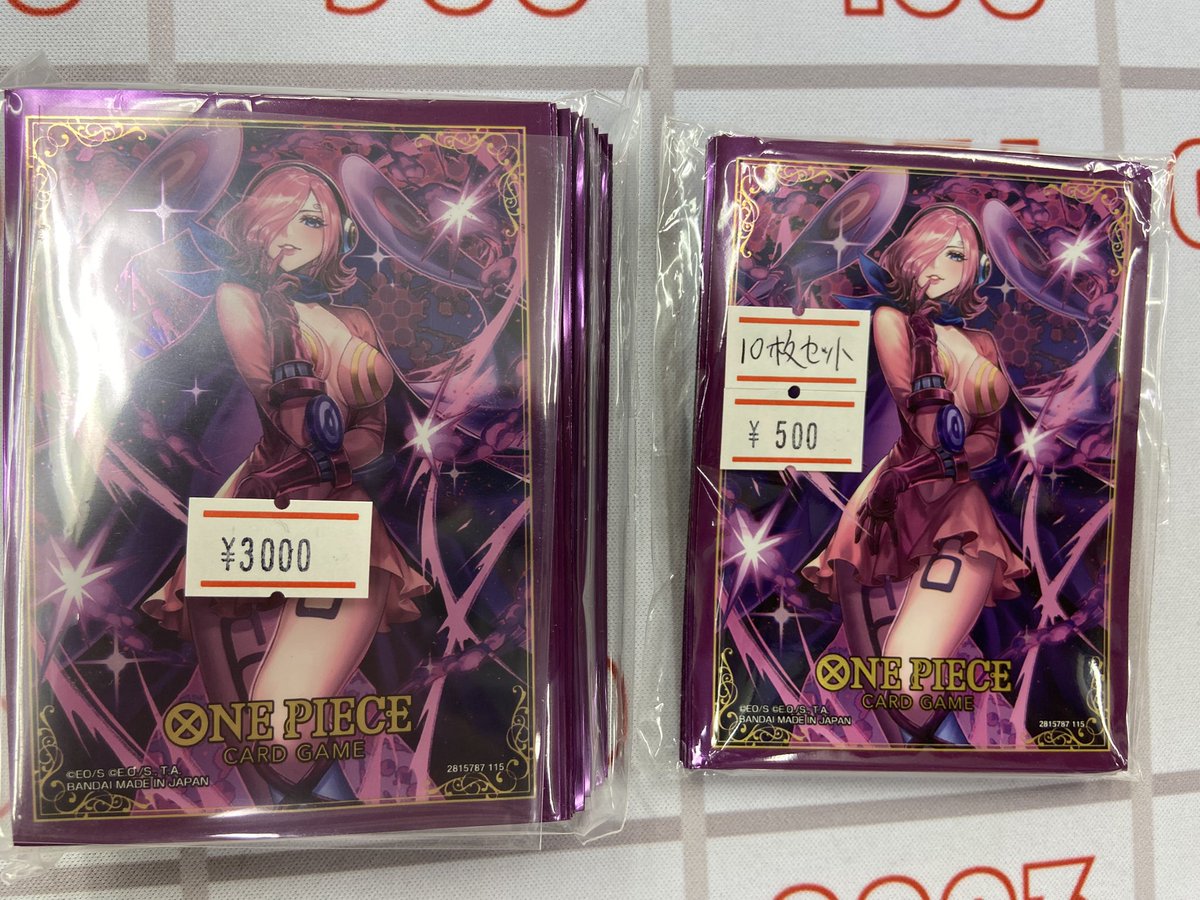 ¥3000
ONE PIECE
CARD GAME
©E.O/S ©E.O./S., T.A.
BANDAI MADE IN JAPAN
2815787 115
10枚セット
¥500
ONE PIECE
CARD GAME
©E.O/S ©E.O./S., T.A.
BANDAI MADE IN JAPAN
2815787 115